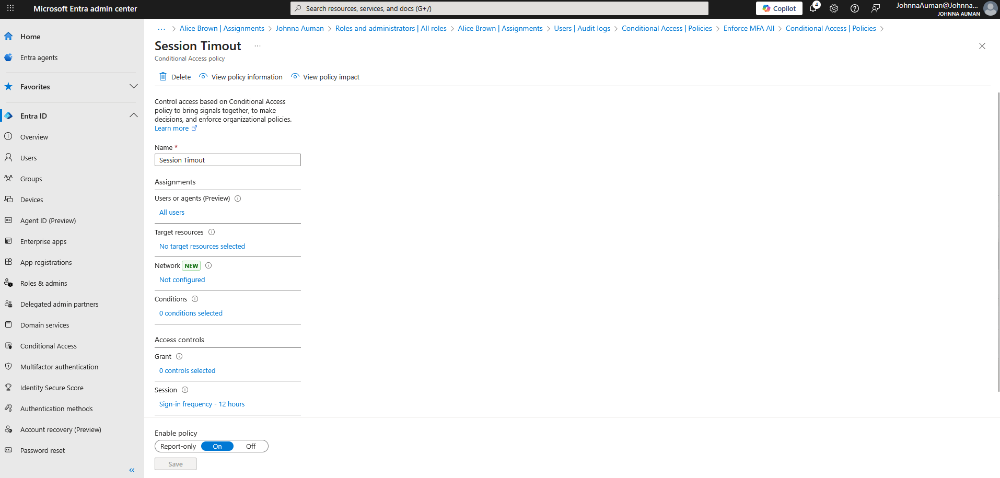 Microsoft Entra admin center
Search resources, services, and docs (G+/)
Copilot
4
JohnnaAuman@Johnna...
JOHNNA AUMAN
Home
Entra agents
Favorites
Entra ID
Overview
Users
Groups
Devices
Agent ID (Preview)
Enterprise apps
App registrations
Roles & admins
Delegated admin partners
Domain services
Conditional Access
Multifactor authentication
Identity Secure Score
Authentication methods
Account recovery (Preview)
Password reset
... > Alice Brown | Assignments > Johnna Auman > Roles and administrators | All roles > Alice Brown | Assignments > Users | Audit logs > Conditional Access | Policies > Enforce MFA All > Conditional Access | Policies >
Session Timout ...
Conditional Access policy
Delete View policy information View policy impact
Control access based on Conditional Access
policy to bring signals together, to make
decisions, and enforce organizational policies.
Learn more
Name *
Session Timout
Assignments
Users or agents (Preview)
All users
Target resources
No target resources selected
Network NEW
Not configured
Conditions
0 conditions selected
Access controls
Grant
0 controls selected
Session
Sign-in frequency - 12 hours
Enable policy
Report-only On Off
Save